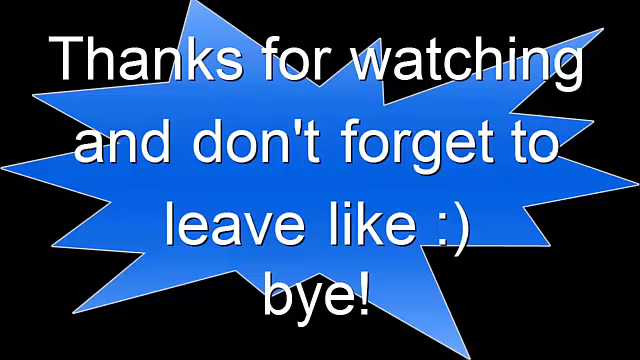 Thanks for watching
and don't forget to
leave like :)
bye!